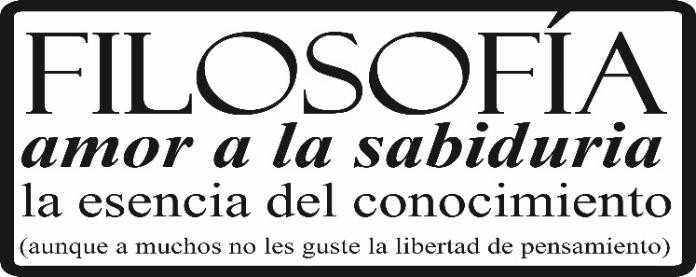 FILOSOFÍA
amor a la sabiduria
la esencia del conocimiento
(aunque a muchos no les guste la libertad de pensamiento)